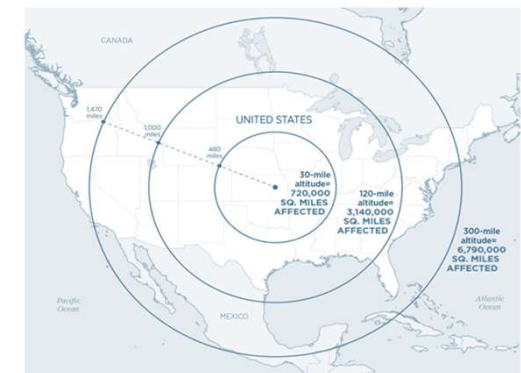 CANADA
1,470
miles
1,000
miles
480
miles
UNITED STATES
30-mile
altitude=
720,000
SQ. MILES
AFFECTED
120-mile
altitude=
3,140,000
SQ. MILES
AFFECTED
300-mile
altitude=
6,790,000
SQ. MILES
AFFECTED
Pacific
Ocean
MEXICO
Atlantic
Ocean